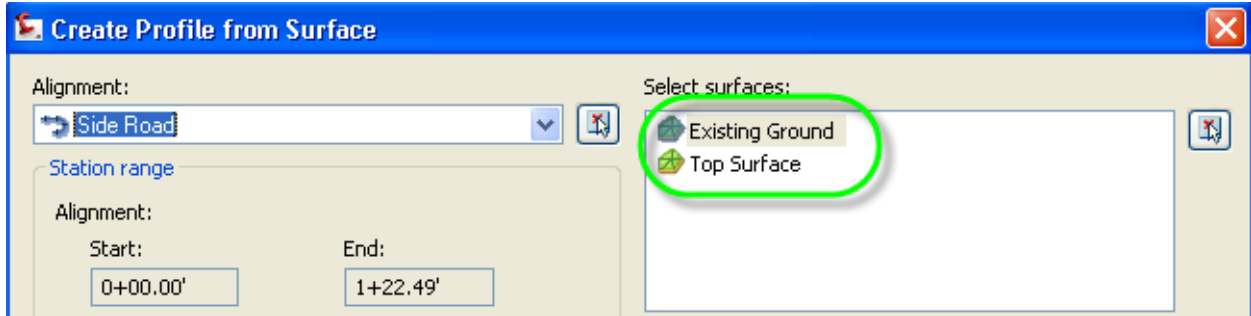 Create Profile from Surface
Alignment:
Select surfaces:
Side Road
Existing Ground
Top Surface
Station range
Alignment:
Start:
End:
0+00.00'
1+22.49'